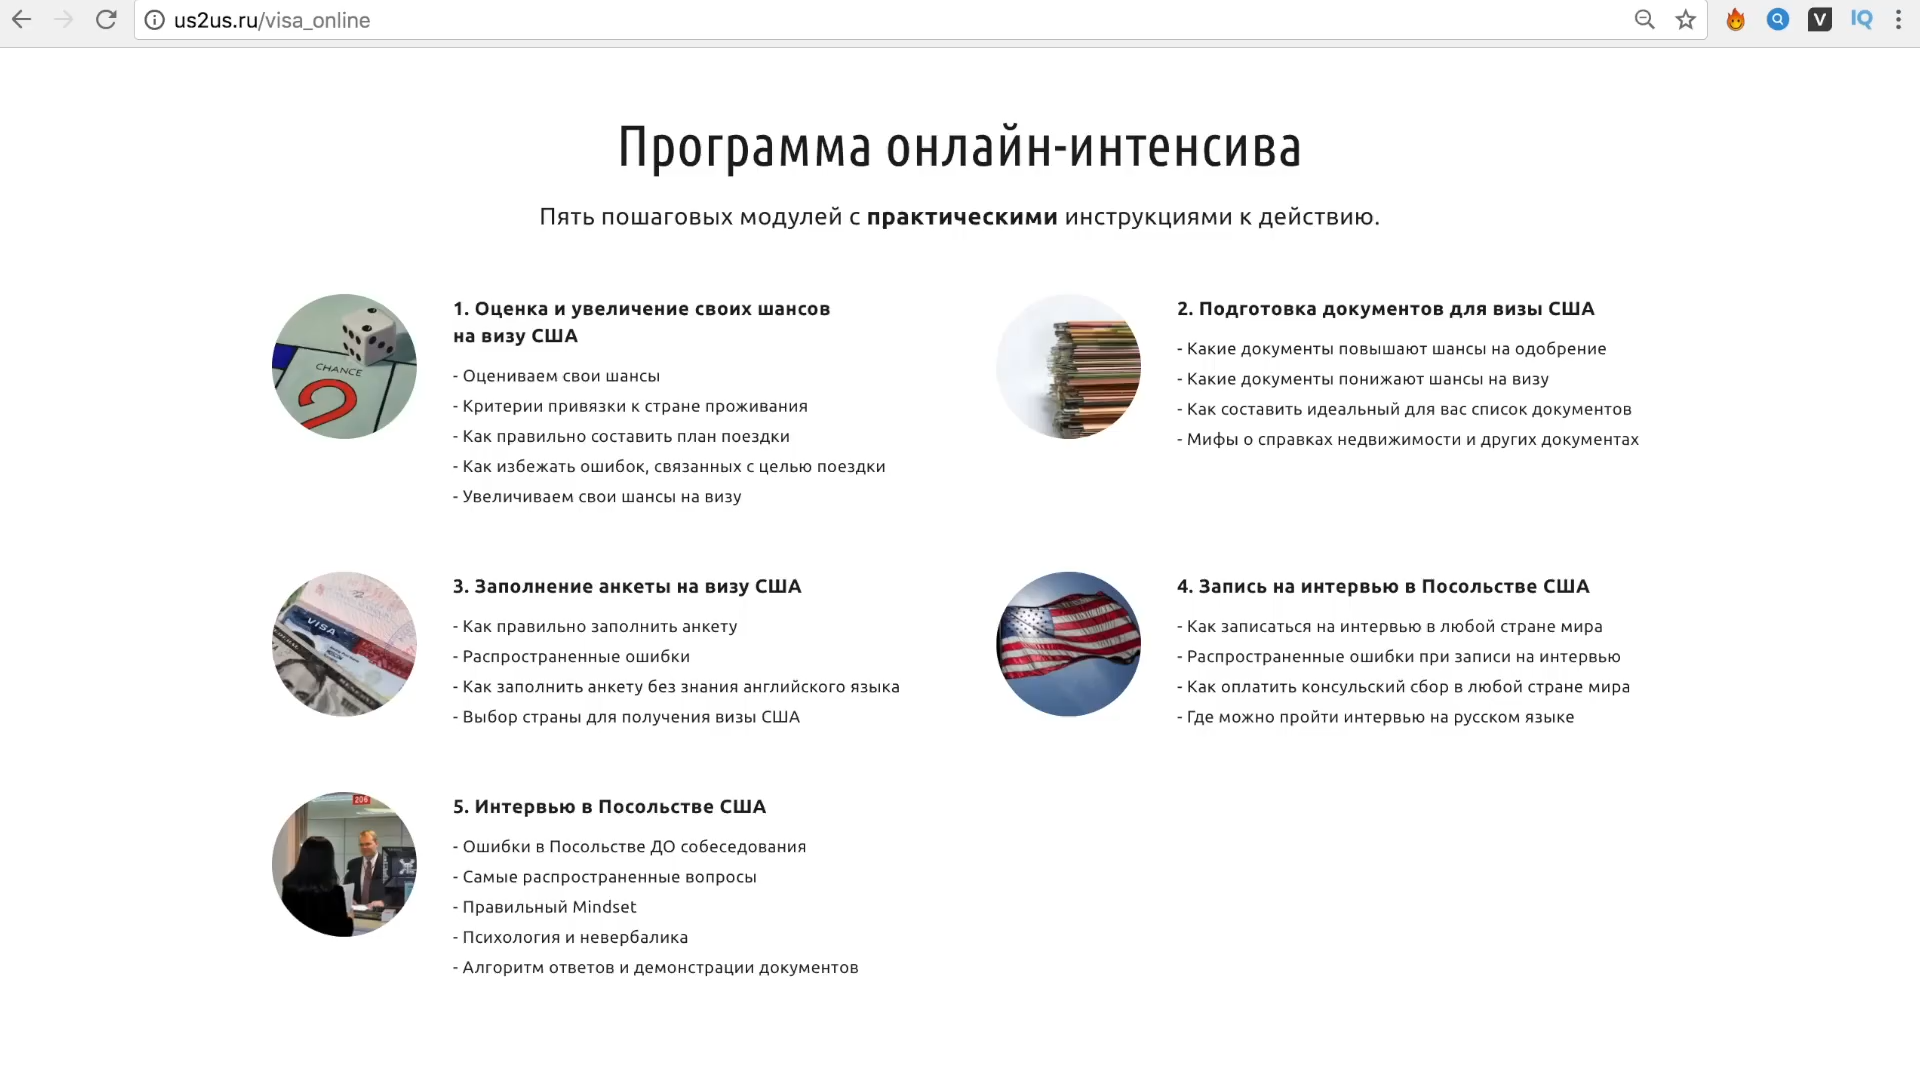 us2us.ru/visa_online
V
IQ
Программа онлайн-интенсива
Пять пошаговых модулей с практическими инструкциями к действию.
CHANCE
1. Оценка и увеличение своих шансов
на визу США
- Оцениваем свои шансы
- Критерии привязки к стране проживания
- Как правильно составить план поездки
- Как избежать ошибок, связанных с целью поездки
- Увеличиваем свои шансы на визу
2. Подготовка документов для визы США
- Какие документы повышают шансы на одобрение
- Какие документы понижают шансы на визу
- Как составить идеальный для вас список документов
- Мифы о справках недвижимости и других документах
VISA
3. Заполнение анкеты на визу США
- Как правильно заполнить анкету
- Распространенные ошибки
- Как заполнить анкету без знания английского языка
- Выбор страны для получения визы США
4. Запись на интервью в Посольстве США
- Как записаться на интервью в любой стране мира
- Распространенные ошибки при записи на интервью
- Как оплатить консульский сбор в любой стране мира
- Где можно пройти интервью на русском языке
206
5. Интервью в Посольстве США
- Ошибки в Посольстве ДО собеседования
- Самые распространенные вопросы
- Правильный Mindset
- Психология и невербалика
- Алгоритм ответов и демонстрации документов